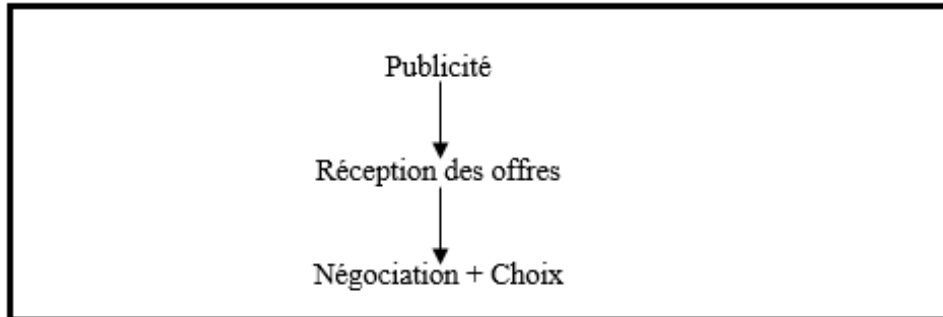 Publicité
Réception des offres
Négociation + Choix